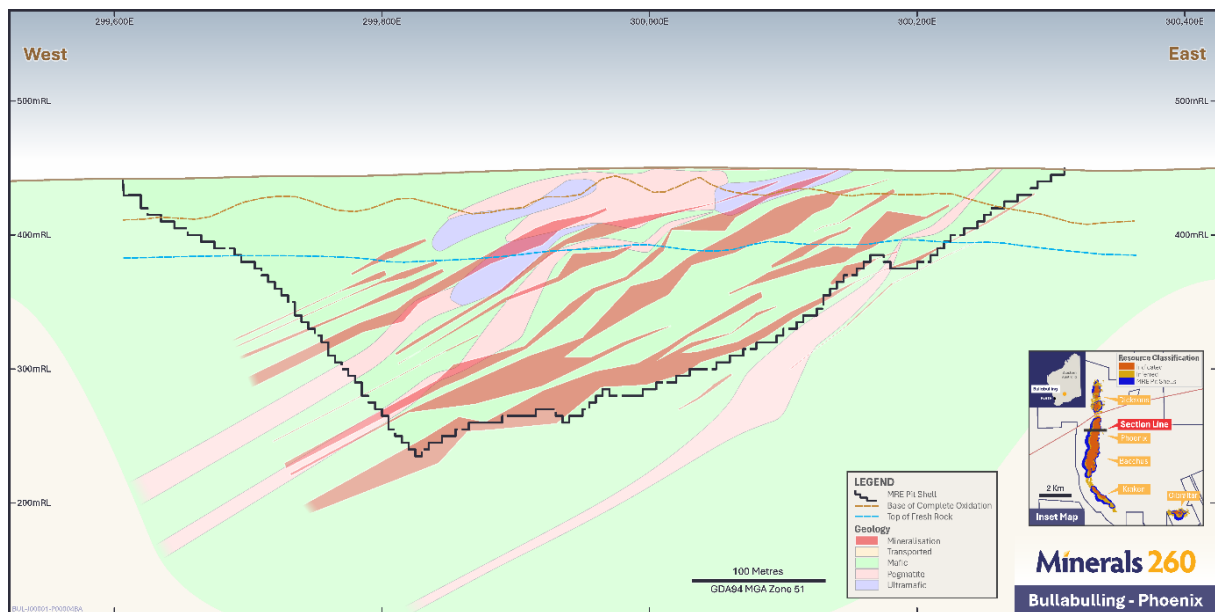 299,600E
299,800E
300,000E
300,200E
300,400E
West
East
500mRL
500mRL
400mRL
400mRL
300mRL
200mRL
LEGEND
MRE Pit Shell
Base of Complete Oxidation
Top of Fresh Rock
Geology
Mineralisation
Transported
Mafic
Pegmatite
Ultramafic
100 Metres
GDA94 MGA Zone 51
Resource Classification
Indicated
Inferred
MRE Pit Shells
Bullabulling
Section Line
Phoenix
Bacchus
Kraken
2 Km
Inset Map
Minerals 260
Bullabulling - Phoenix